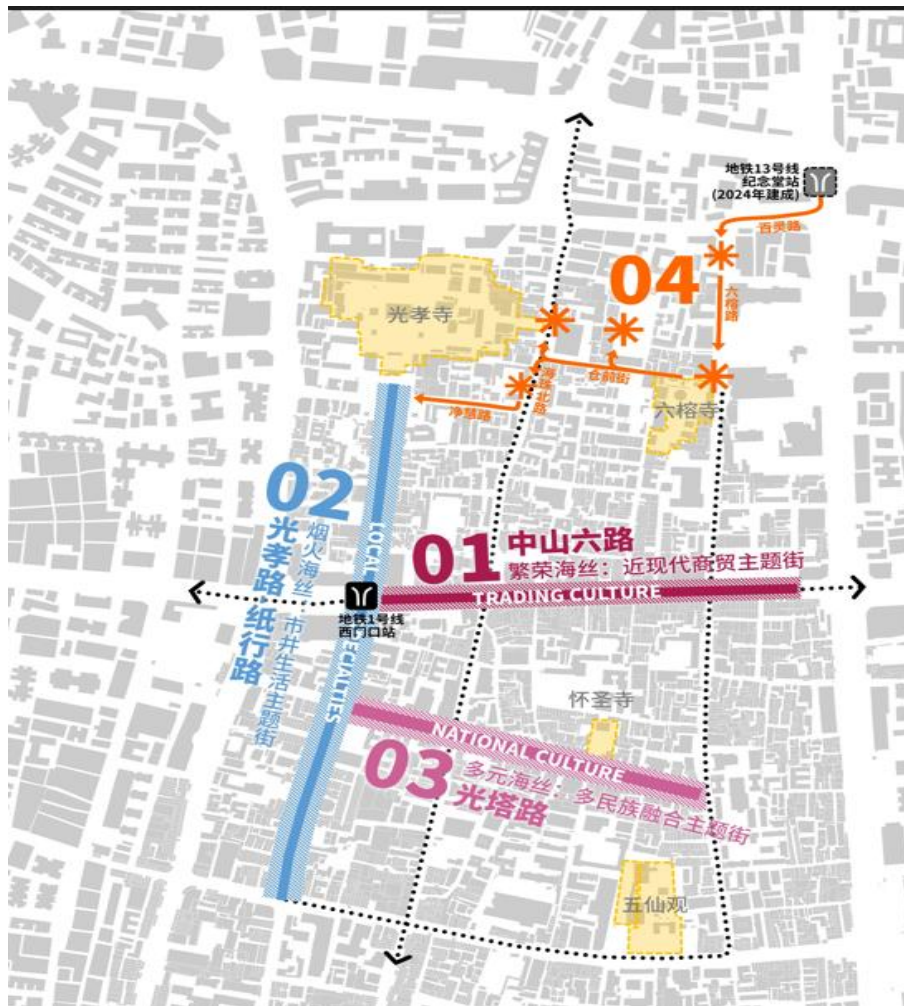 地铁13号线
纪念堂站
(2024年建成)
百灵路
04
六榕路
光孝寺
海珠北路
仓前街
净慧路
六榕寺
02
光孝路·纸行路
烟火海丝：市井生活主题街
LOCAL
ECIALTIES
01
中山六路
繁荣海丝：近现代商贸主题街
TRADING CULTURE
地铁1号线
西门口站
怀圣寺
NATIONAL CULTURE
03
多元海丝：多民族融合主题街
光塔路
五仙观